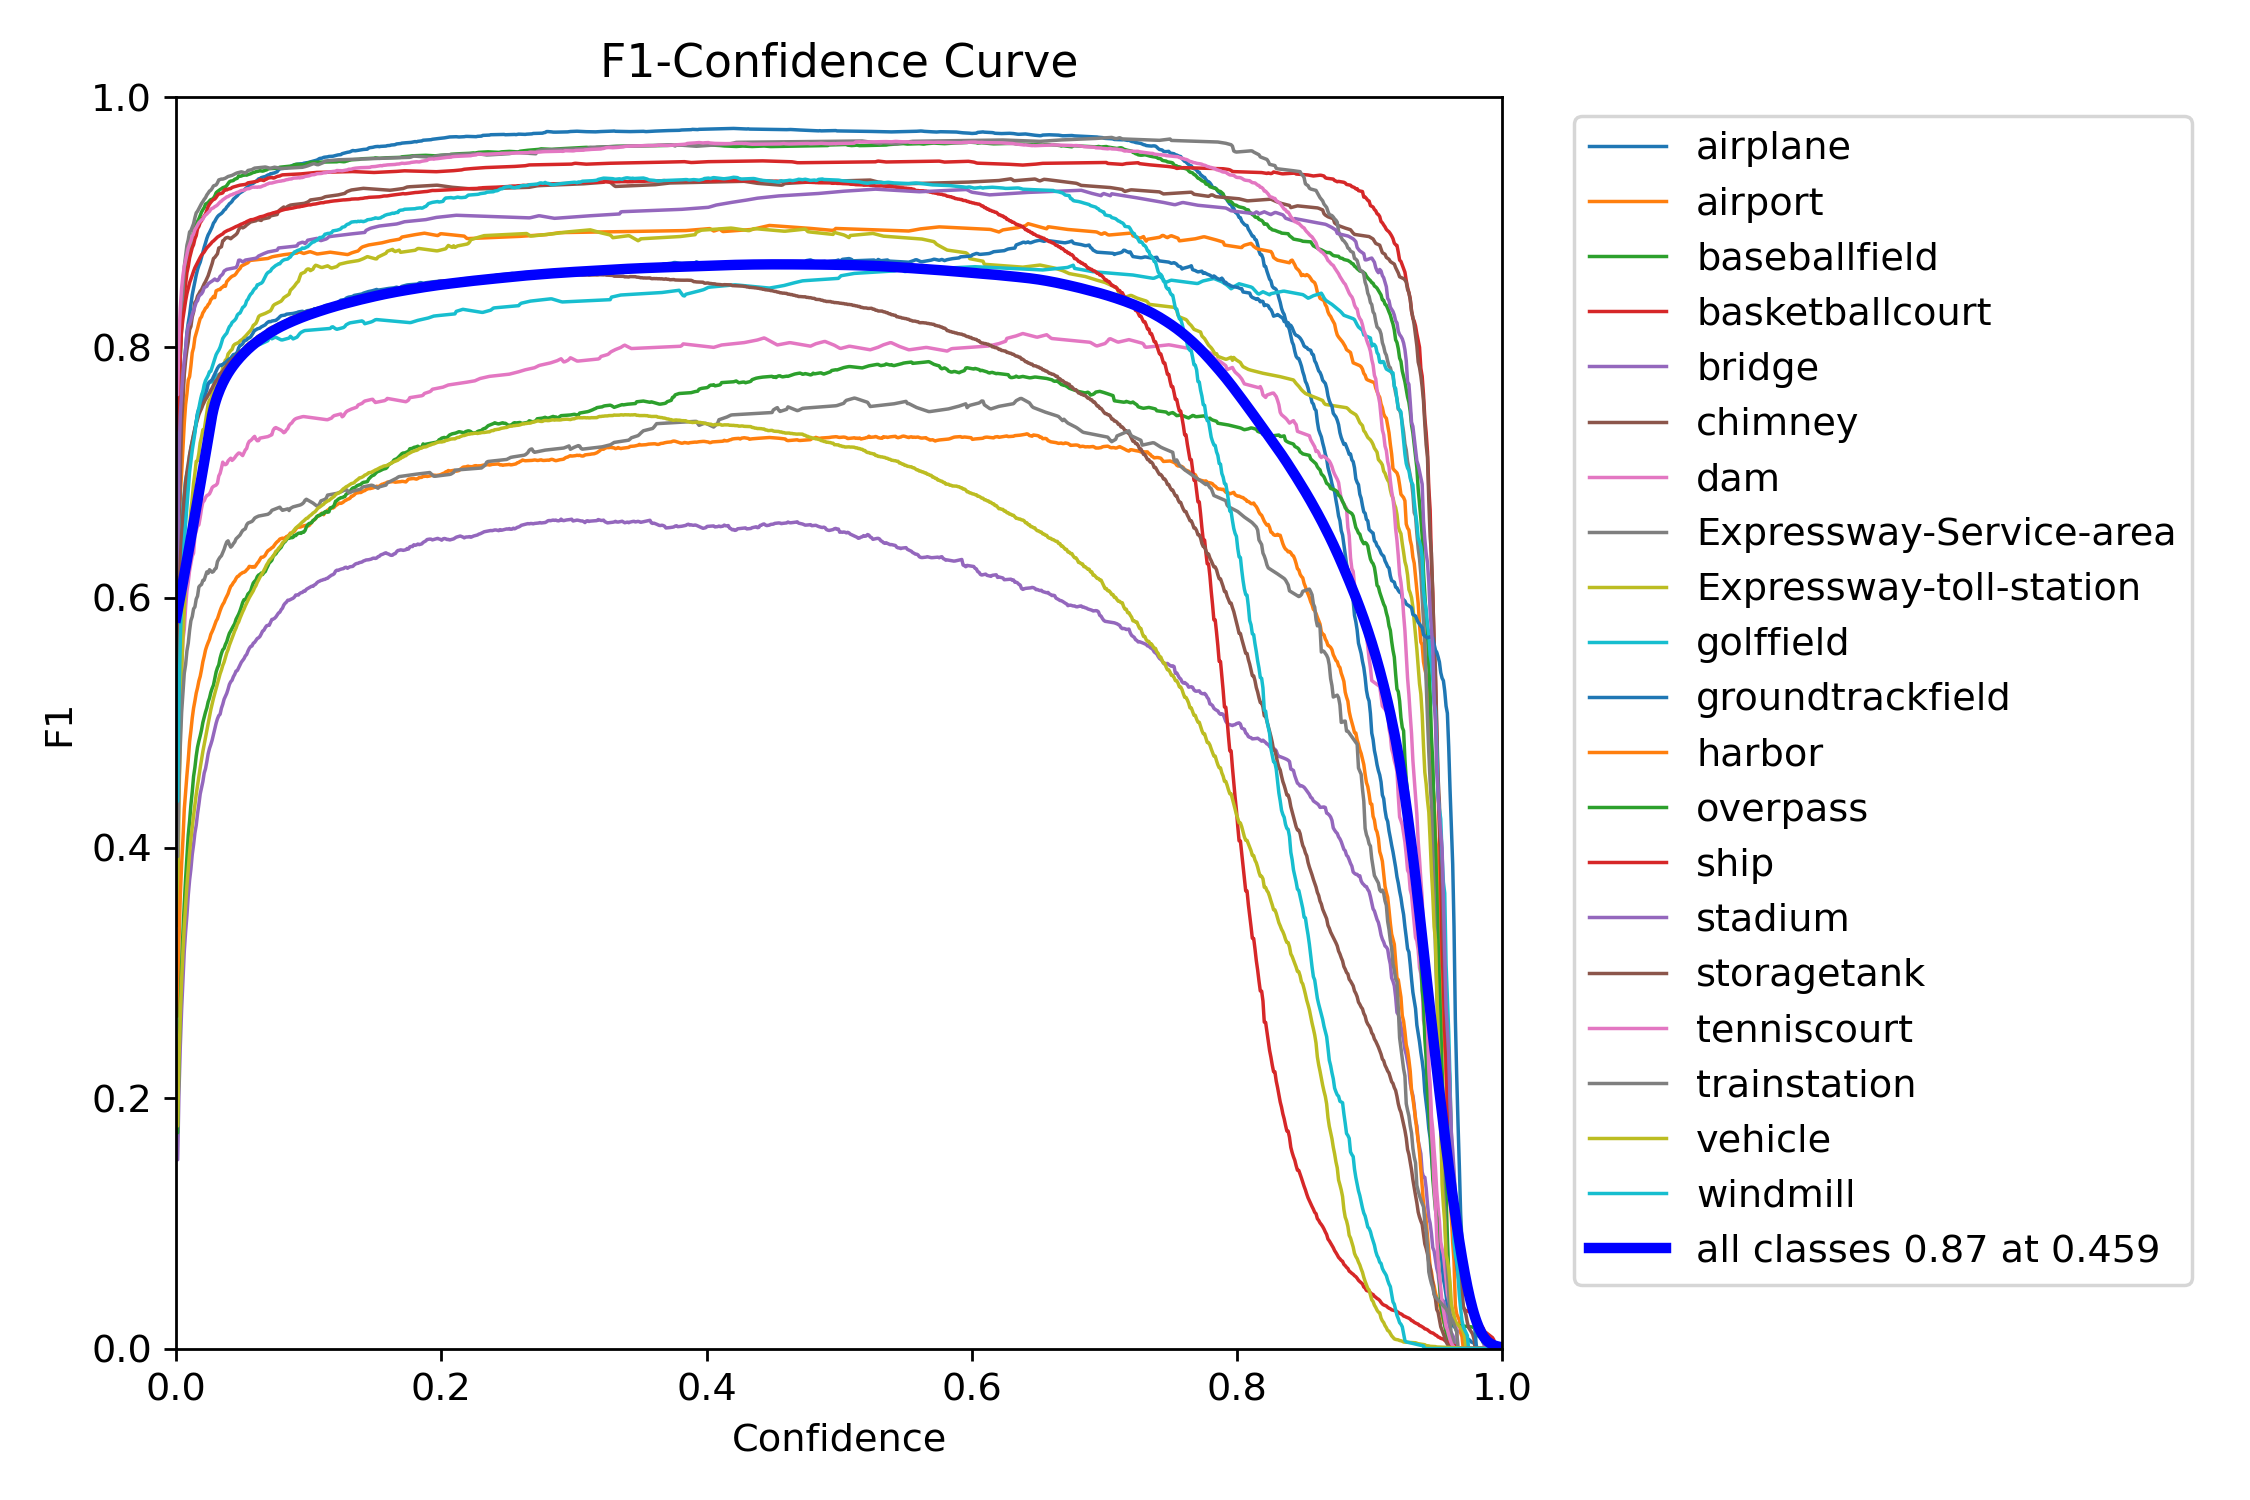 F1-Confidence Curve
1.0
0.8
0.6
0.4
0.2
0.0
F1
0.0 0.2 0.4 0.6 0.8 1.0
Confidence
airplane
airport
baseballfield
basketballcourt
bridge
chimney
dam
Expressway-Service-area
Expressway-toll-station
golffield
groundtrackfield
harbor
overpass
ship
stadium
storagetank
tenniscourt
trainstation
vehicle
windmill
all classes 0.87 at 0.459